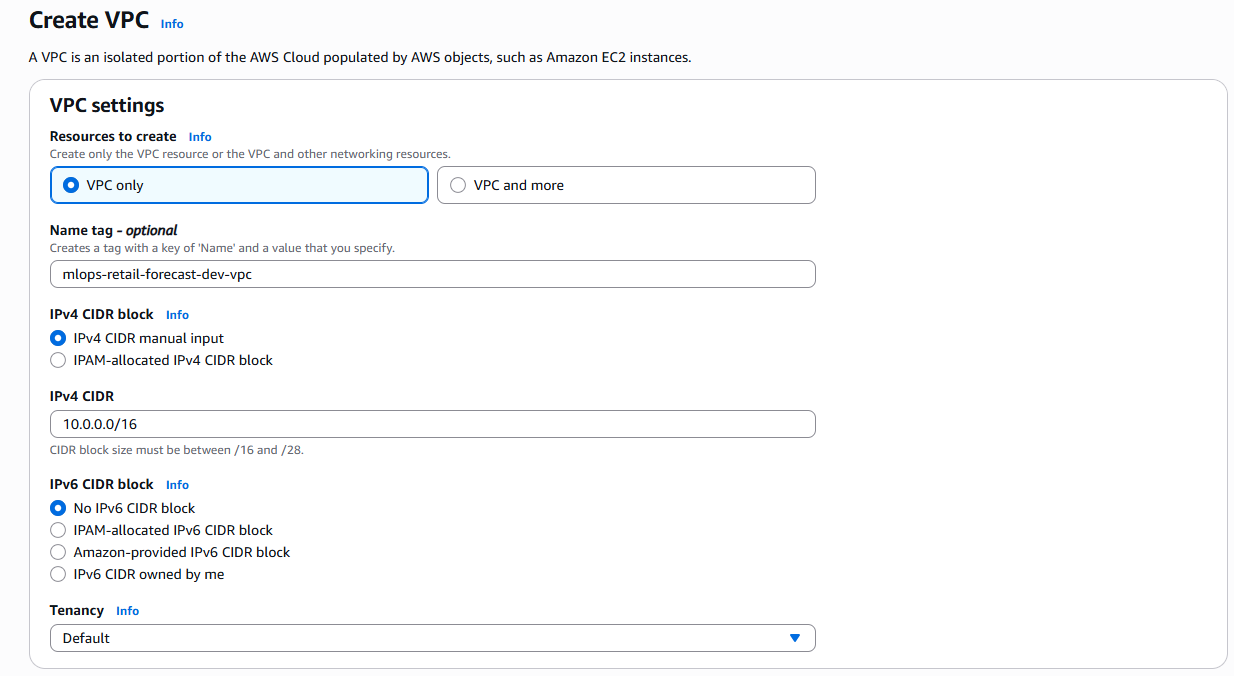 Create VPC Info
A VPC is an isolated portion of the AWS Cloud populated by AWS objects, such as Amazon EC2 instances.
VPC settings
Resources to create Info
Create only the VPC resource or the VPC and other networking resources.
VPC only
VPC and more
Name tag - optional
Creates a tag with a key of 'Name' and a value that you specify.
mlops-retail-forecast-dev-vpc
IPv4 CIDR block Info
IPv4 CIDR manual input
IPAM-allocated IPv4 CIDR block
IPv4 CIDR
10.0.0.0/16
CIDR block size must be between /16 and /28.
IPv6 CIDR block Info
No IPv6 CIDR block
IPAM-allocated IPv6 CIDR block
Amazon-provided IPv6 CIDR block
IPv6 CIDR owned by me
Tenancy Info
Default